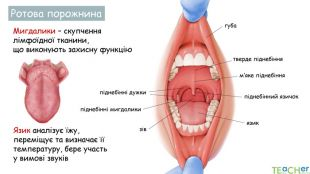 Ротова порожнина
Мигдалики – скупчення
лімфоїдної тканини,
що виконують захисну функцію
губа
тверде піднебіння
м'яке піднебіння
піднебінні дужки
піднебінний язичок
піднебінні мигдалики
зів
язик
Язик аналізує їжу,
переміщує та визначає її
температуру, бере участь
у вимові звуків
TEACHER